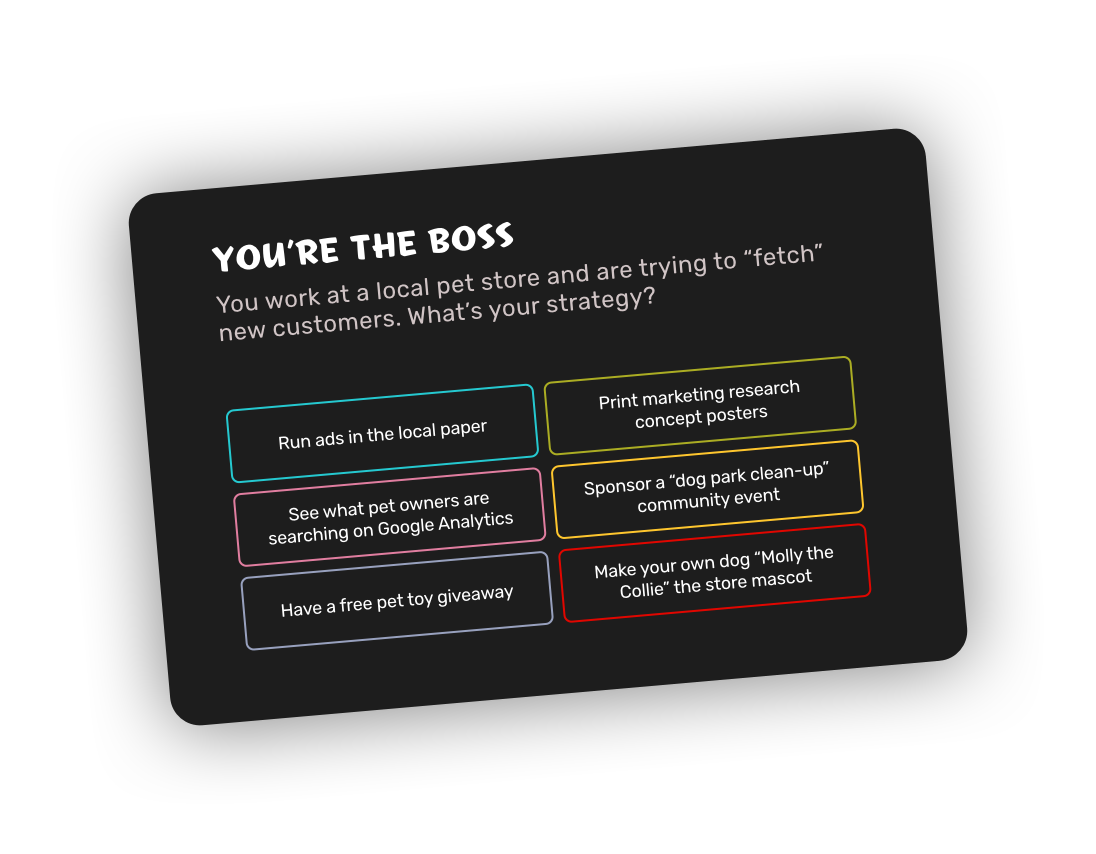 YOU’RE THE BOSS
You work at a local pet store and are trying to “fetch”
new customers. What’s your strategy?
Run ads in the local paper
Print marketing research
concept posters
See what pet owners are
searching on Google Analytics
Sponsor a “dog park clean-up”
community event
Have a free pet toy giveaway
Make your own dog “Molly the
Collie” the store mascot